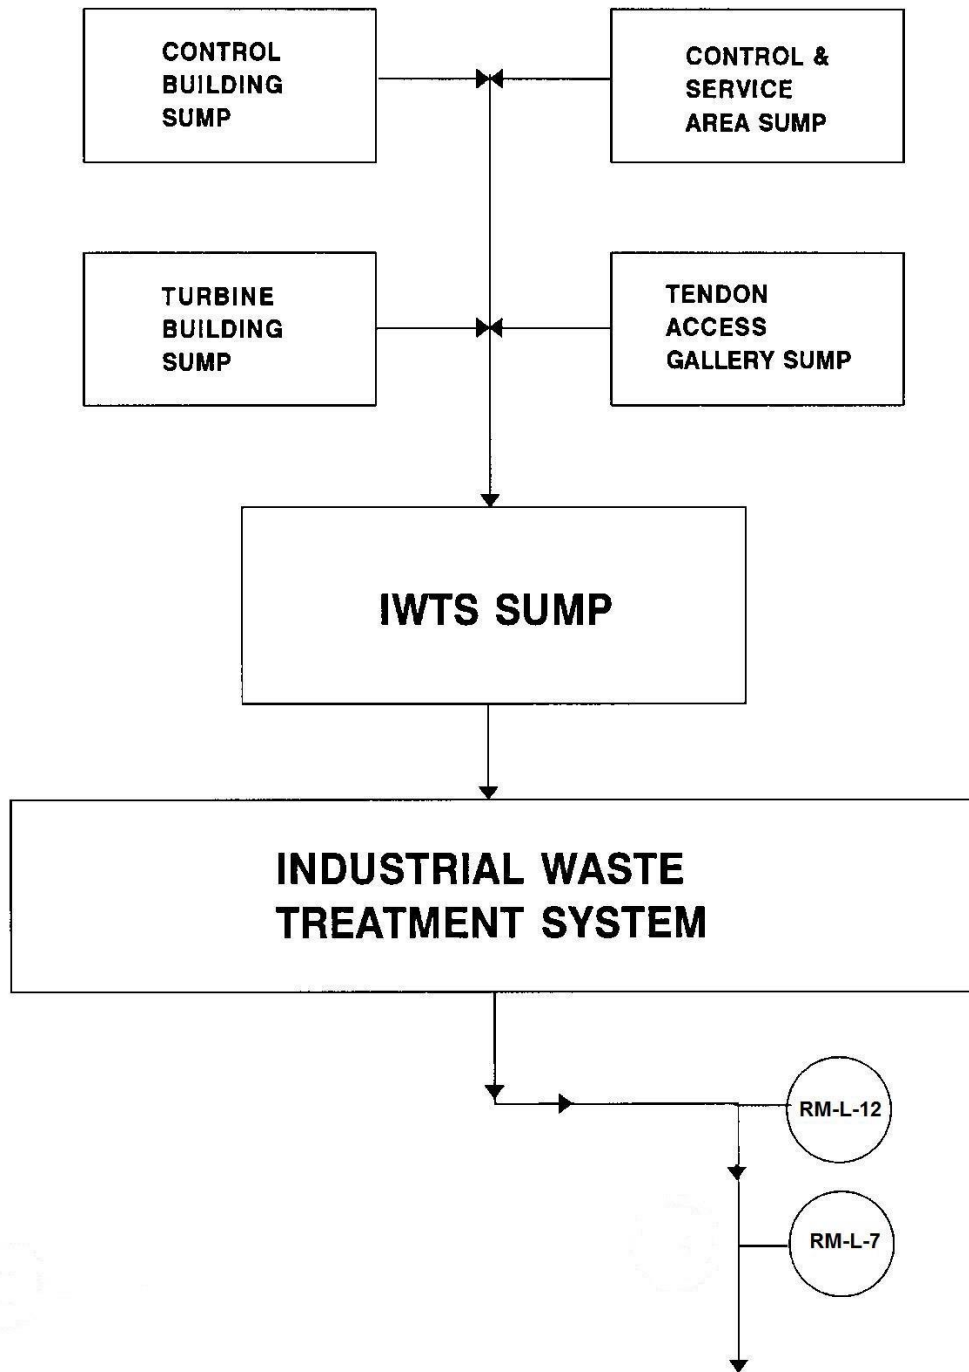 CONTROL
BUILDING
SUMP
CONTROL &
SERVICE
AREA SUMP
TURBINE
BUILDING
SUMP
TENDON
ACCESS
GALLERY SUMP
IWTS SUMP
INDUSTRIAL WASTE
TREATMENT SYSTEM
RM-L-12
RM-L-7